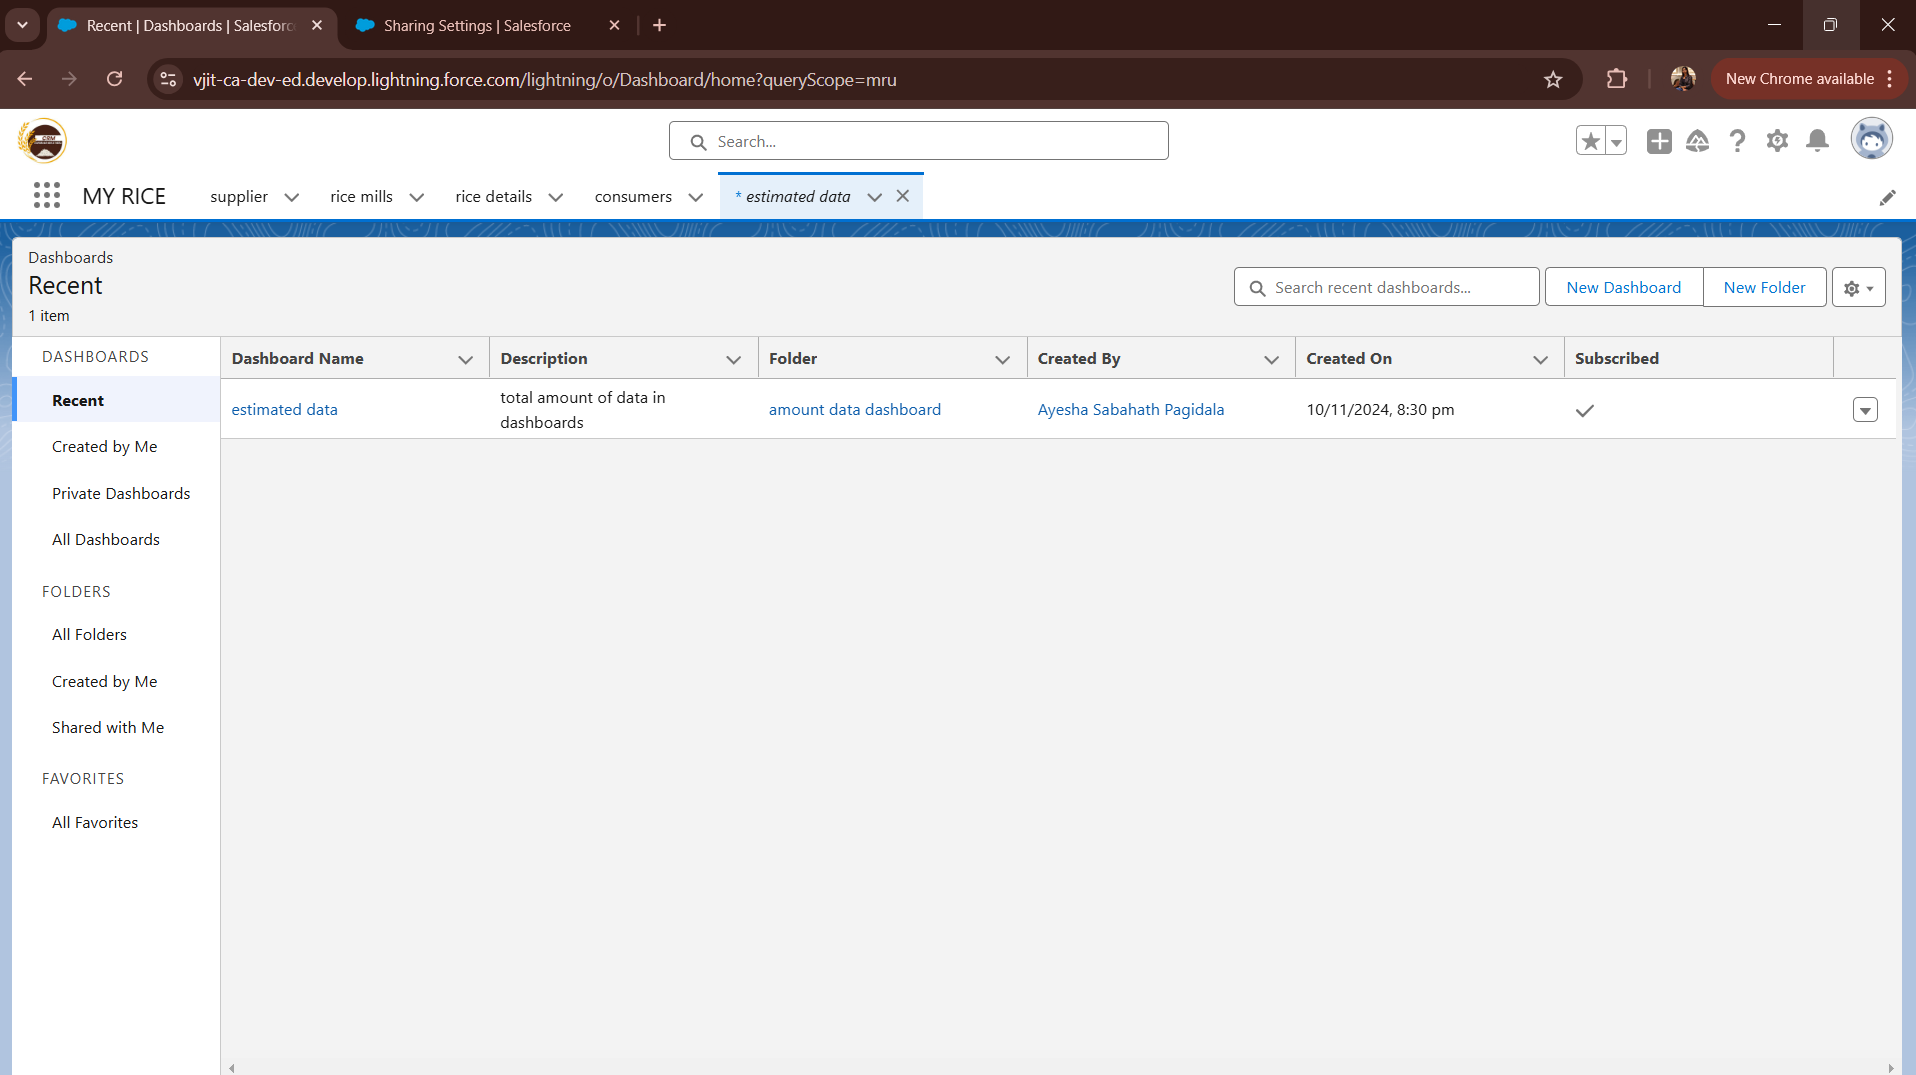 Recent | Dashboards | Salesforc
Sharing Settings | Salesforce
vjit-ca-dev-ed.develop.lightning.force.com/lightning/o/Dashboard/home?queryScope=mru
New Chrome available
Search...
MY RICE
supplier
rice mills
rice details
consumers
* estimated data
Dashboards
Recent
1 item
Search recent dashboards...
New Dashboard
New Folder
DASHBOARDS
Recent
Created by Me
Private Dashboards
All Dashboards
FOLDERS
All Folders
Created by Me
Shared with Me
FAVORITES
All Favorites
Dashboard Name
Description
Folder
Created By
Created On
Subscribed
estimated data
total amount of data in
dashboards
amount data dashboard
Ayesha Sabahath Pagidala
10/11/2024, 8:30 pm